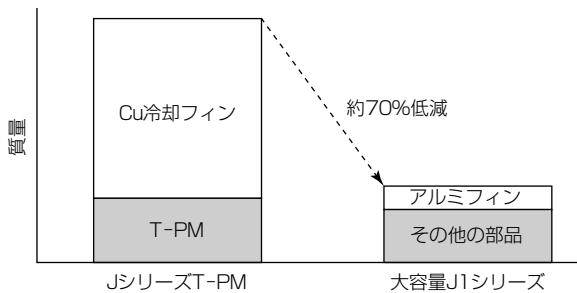 質量
Cu冷却フィン
T-PM
約70%低減
アルミフィン
その他の部品
JシリーズT-PM
大容量J1シリーズ